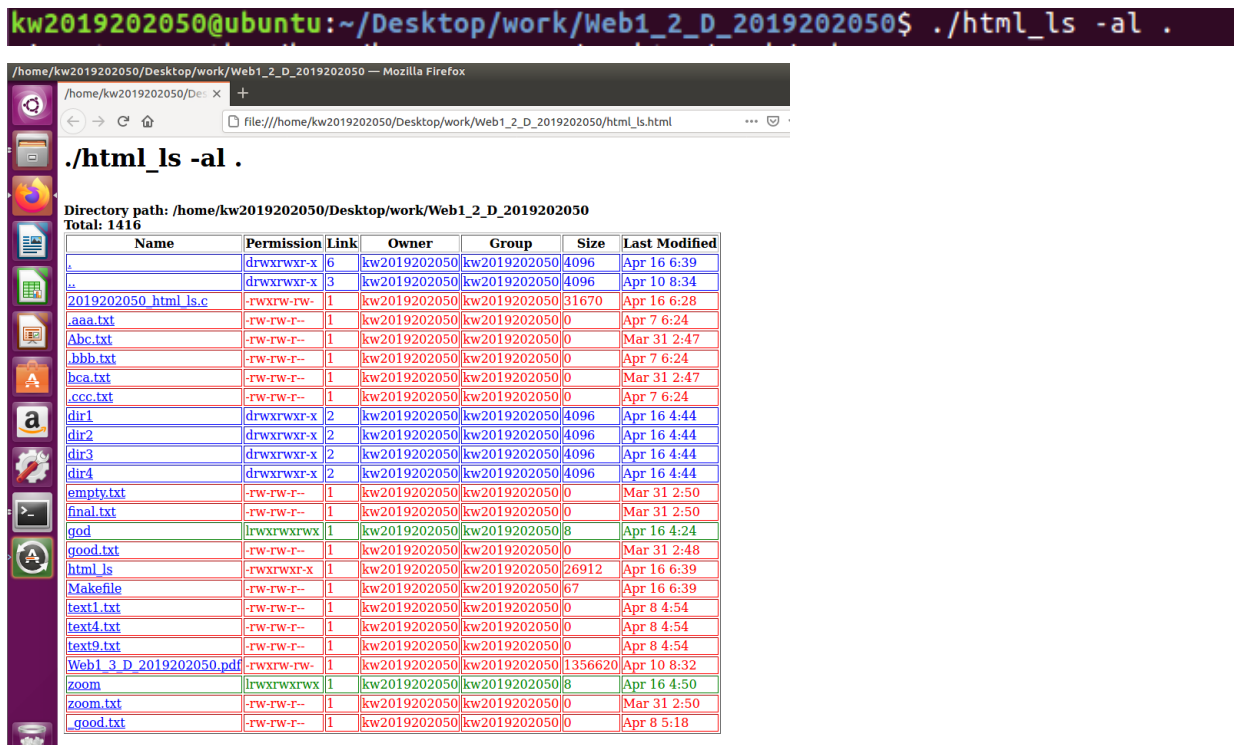 kw2019202050@ubuntu:~/Desktop/work/Web1_2_D_2019202050$ ./html_ls -al .
/home/kw2019202050/Desktop/work/Web1_2_D_2019202050 — Mozilla Firefox
/home/kw2019202050/Des
file:///home/kw2019202050/Desktop/work/Web1_2_D_2019202050/html_ls.html
./html_ls -al .
Directory path: /home/kw2019202050/Desktop/work/Web1_2_D_2019202050
Total: 1416
Name Permission Link Owner Group Size Last Modified
. drwxrwxr-x 6 kw2019202050 kw2019202050 4096 Apr 16 6:39
.. drwxrwxr-x 3 kw2019202050 kw2019202050 4096 Apr 10 8:34
2019202050_html_ls.c -rwxrw-rw- 1 kw2019202050 kw2019202050 31670 Apr 16 6:28
.aaa.txt -rw-rw-r-- 1 kw2019202050 kw2019202050 0 Apr 7 6:24
Abc.txt -rw-rw-r-- 1 kw2019202050 kw2019202050 0 Mar 31 2:47
.bbb.txt -rw-rw-r-- 1 kw2019202050 kw2019202050 0 Apr 7 6:24
bca.txt -rw-rw-r-- 1 kw2019202050 kw2019202050 0 Mar 31 2:47
.ccc.txt -rw-rw-r-- 1 kw2019202050 kw2019202050 0 Apr 7 6:24
dir1 drwxrwxr-x 2 kw2019202050 kw2019202050 4096 Apr 16 4:44
dir2 drwxrwxr-x 2 kw2019202050 kw2019202050 4096 Apr 16 4:44
dir3 drwxrwxr-x 2 kw2019202050 kw2019202050 4096 Apr 16 4:44
dir4 drwxrwxr-x 2 kw2019202050 kw2019202050 4096 Apr 16 4:44
empty.txt -rw-rw-r-- 1 kw2019202050 kw2019202050 0 Mar 31 2:50
final.txt -rw-rw-r-- 1 kw2019202050 kw2019202050 0 Mar 31 2:50
god lrwxrwxrwx 1 kw2019202050 kw2019202050 8 Apr 16 4:24
good.txt -rw-rw-r-- 1 kw2019202050 kw2019202050 0 Mar 31 2:48
html_ls -rwxrwxr-x 1 kw2019202050 kw2019202050 26912 Apr 16 6:39
Makefile -rw-rw-r-- 1 kw2019202050 kw2019202050 67 Apr 16 6:39
text1.txt -rw-rw-r-- 1 kw2019202050 kw2019202050 0 Apr 8 4:54
text4.txt -rw-rw-r-- 1 kw2019202050 kw2019202050 0 Apr 8 4:54
text9.txt -rw-rw-r-- 1 kw2019202050 kw2019202050 0 Apr 8 4:54
Web1_3_D_2019202050.pdf -rwxrw-rw- 1 kw2019202050 kw2019202050 1356620 Apr 10 8:32
zoom lrwxrwxrwx 1 kw2019202050 kw2019202050 8 Apr 16 4:50
zoom.txt -rw-rw-r-- 1 kw2019202050 kw2019202050 0 Mar 31 2:50
_good.txt -rw-rw-r-- 1 kw2019202050 kw2019202050 0 Apr 8 5:18